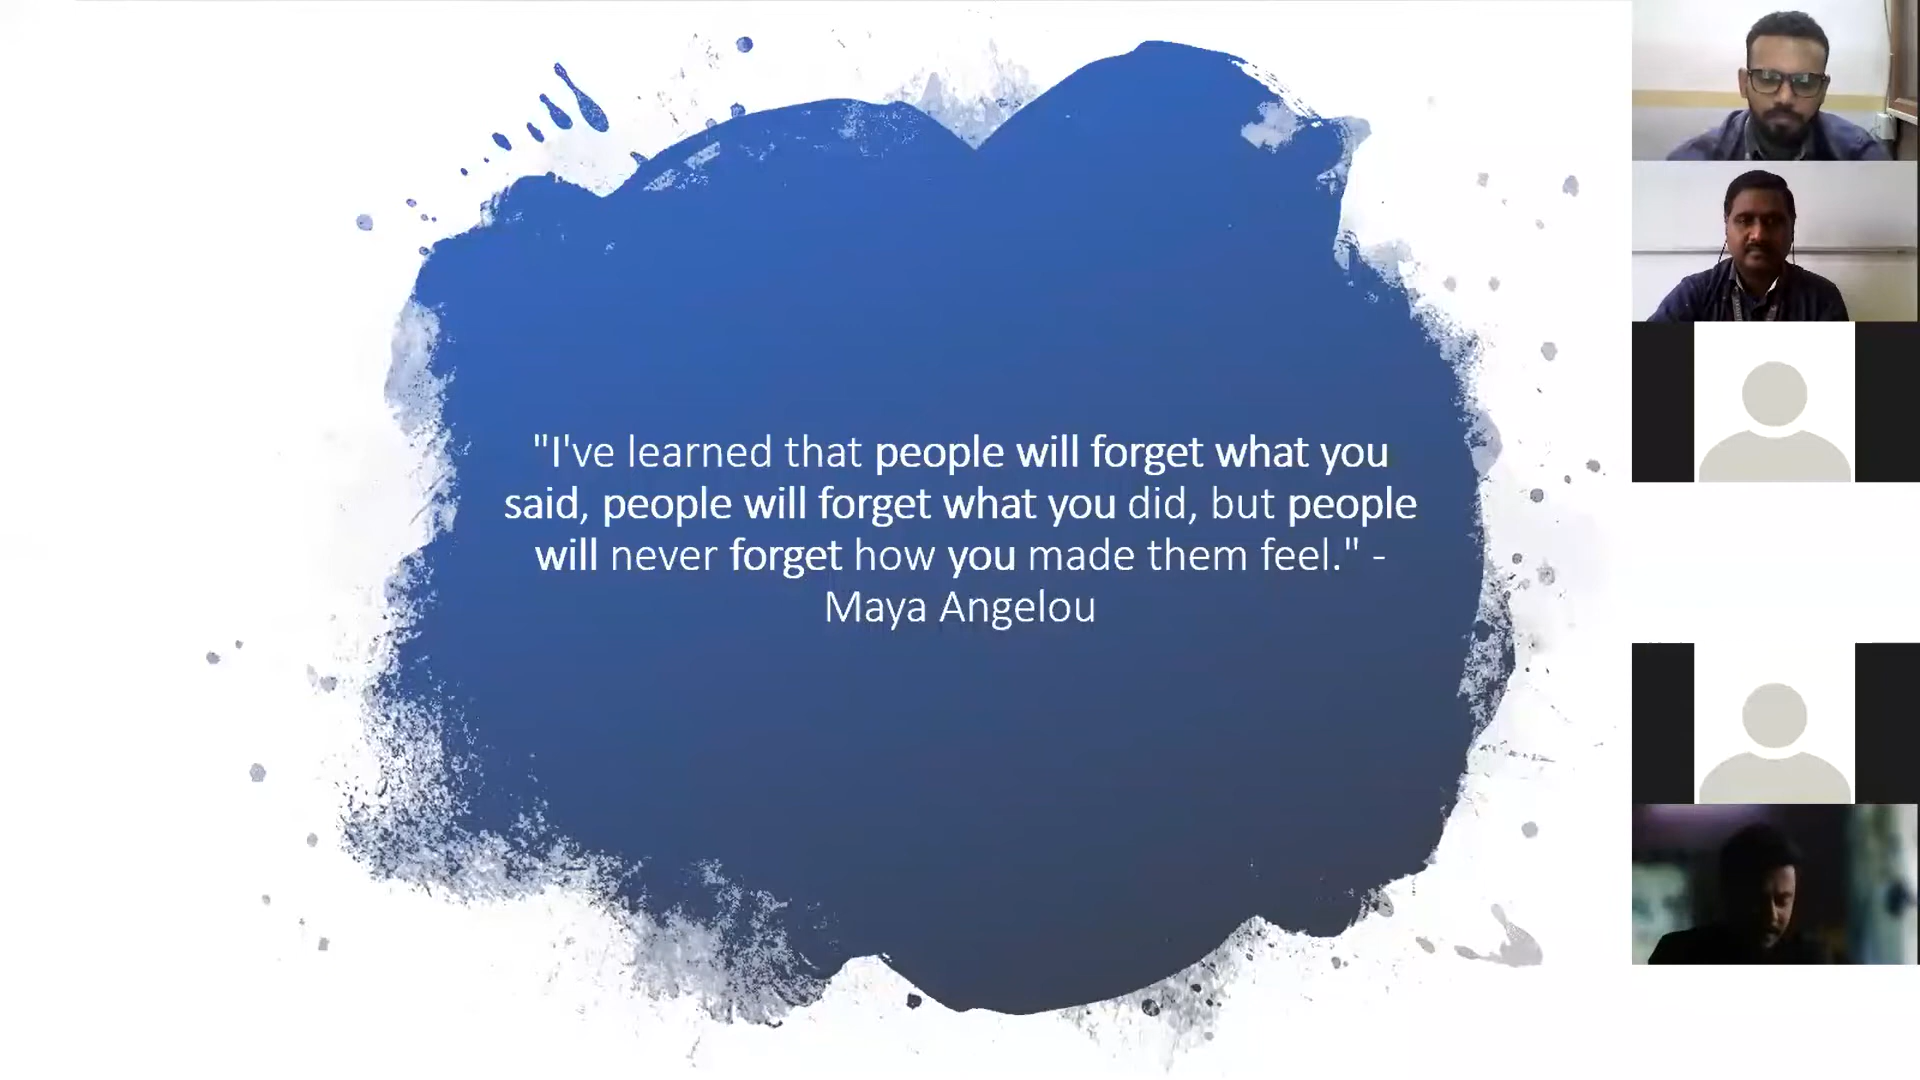 "I've learned that people will forget what you
said, people will forget what you did, but people
will never forget how you made them feel." -
Maya Angelou